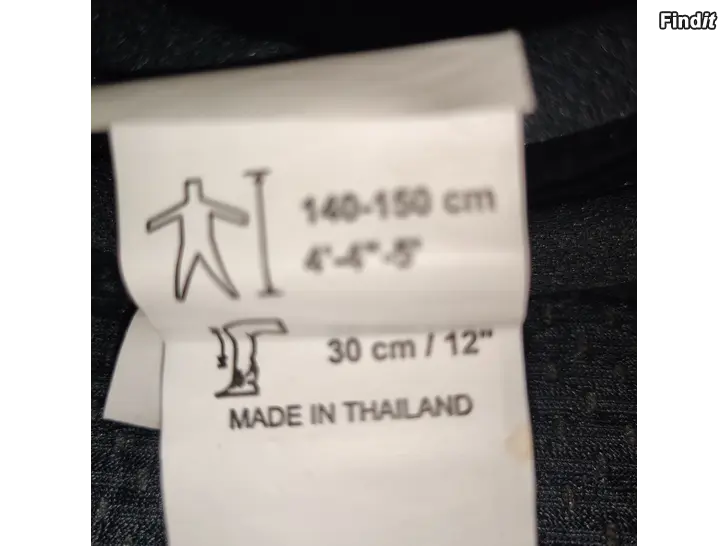 Findit
140-150 cm
4'-4"-5"
30 cm / 12"
MADE IN THAILAND